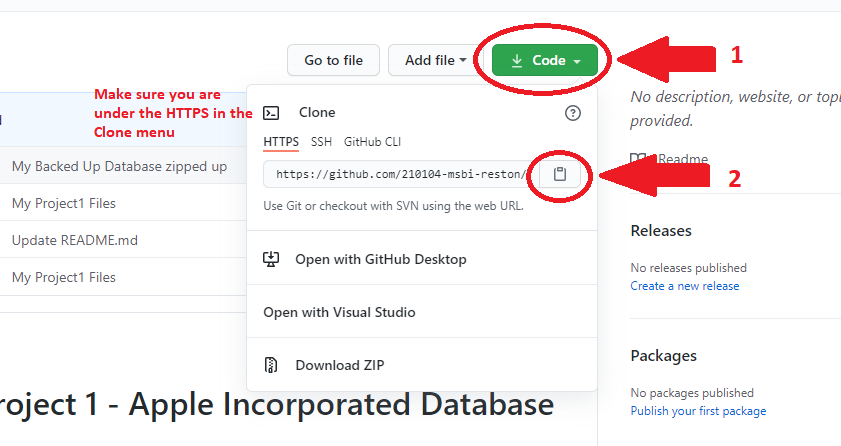 Go to file
Add file
Code
1
Make sure you are
under the HTTPS in the
Clone menu
Clone
HTTPS SSH GitHub CLI
https://github.com/210104-msbi-reston/
2
Use Git or checkout with SVN using the web URL.
Open with GitHub Desktop
Open with Visual Studio
Download ZIP
My Backed Up Database zipped up
My Project1 Files
Update README.md
My Project1 Files
oject 1 - Apple Incorporated Database
No description, website, or topi
provided.
Readme
Releases
No releases published
Create a new release
Packages
No packages published
Publish your first package